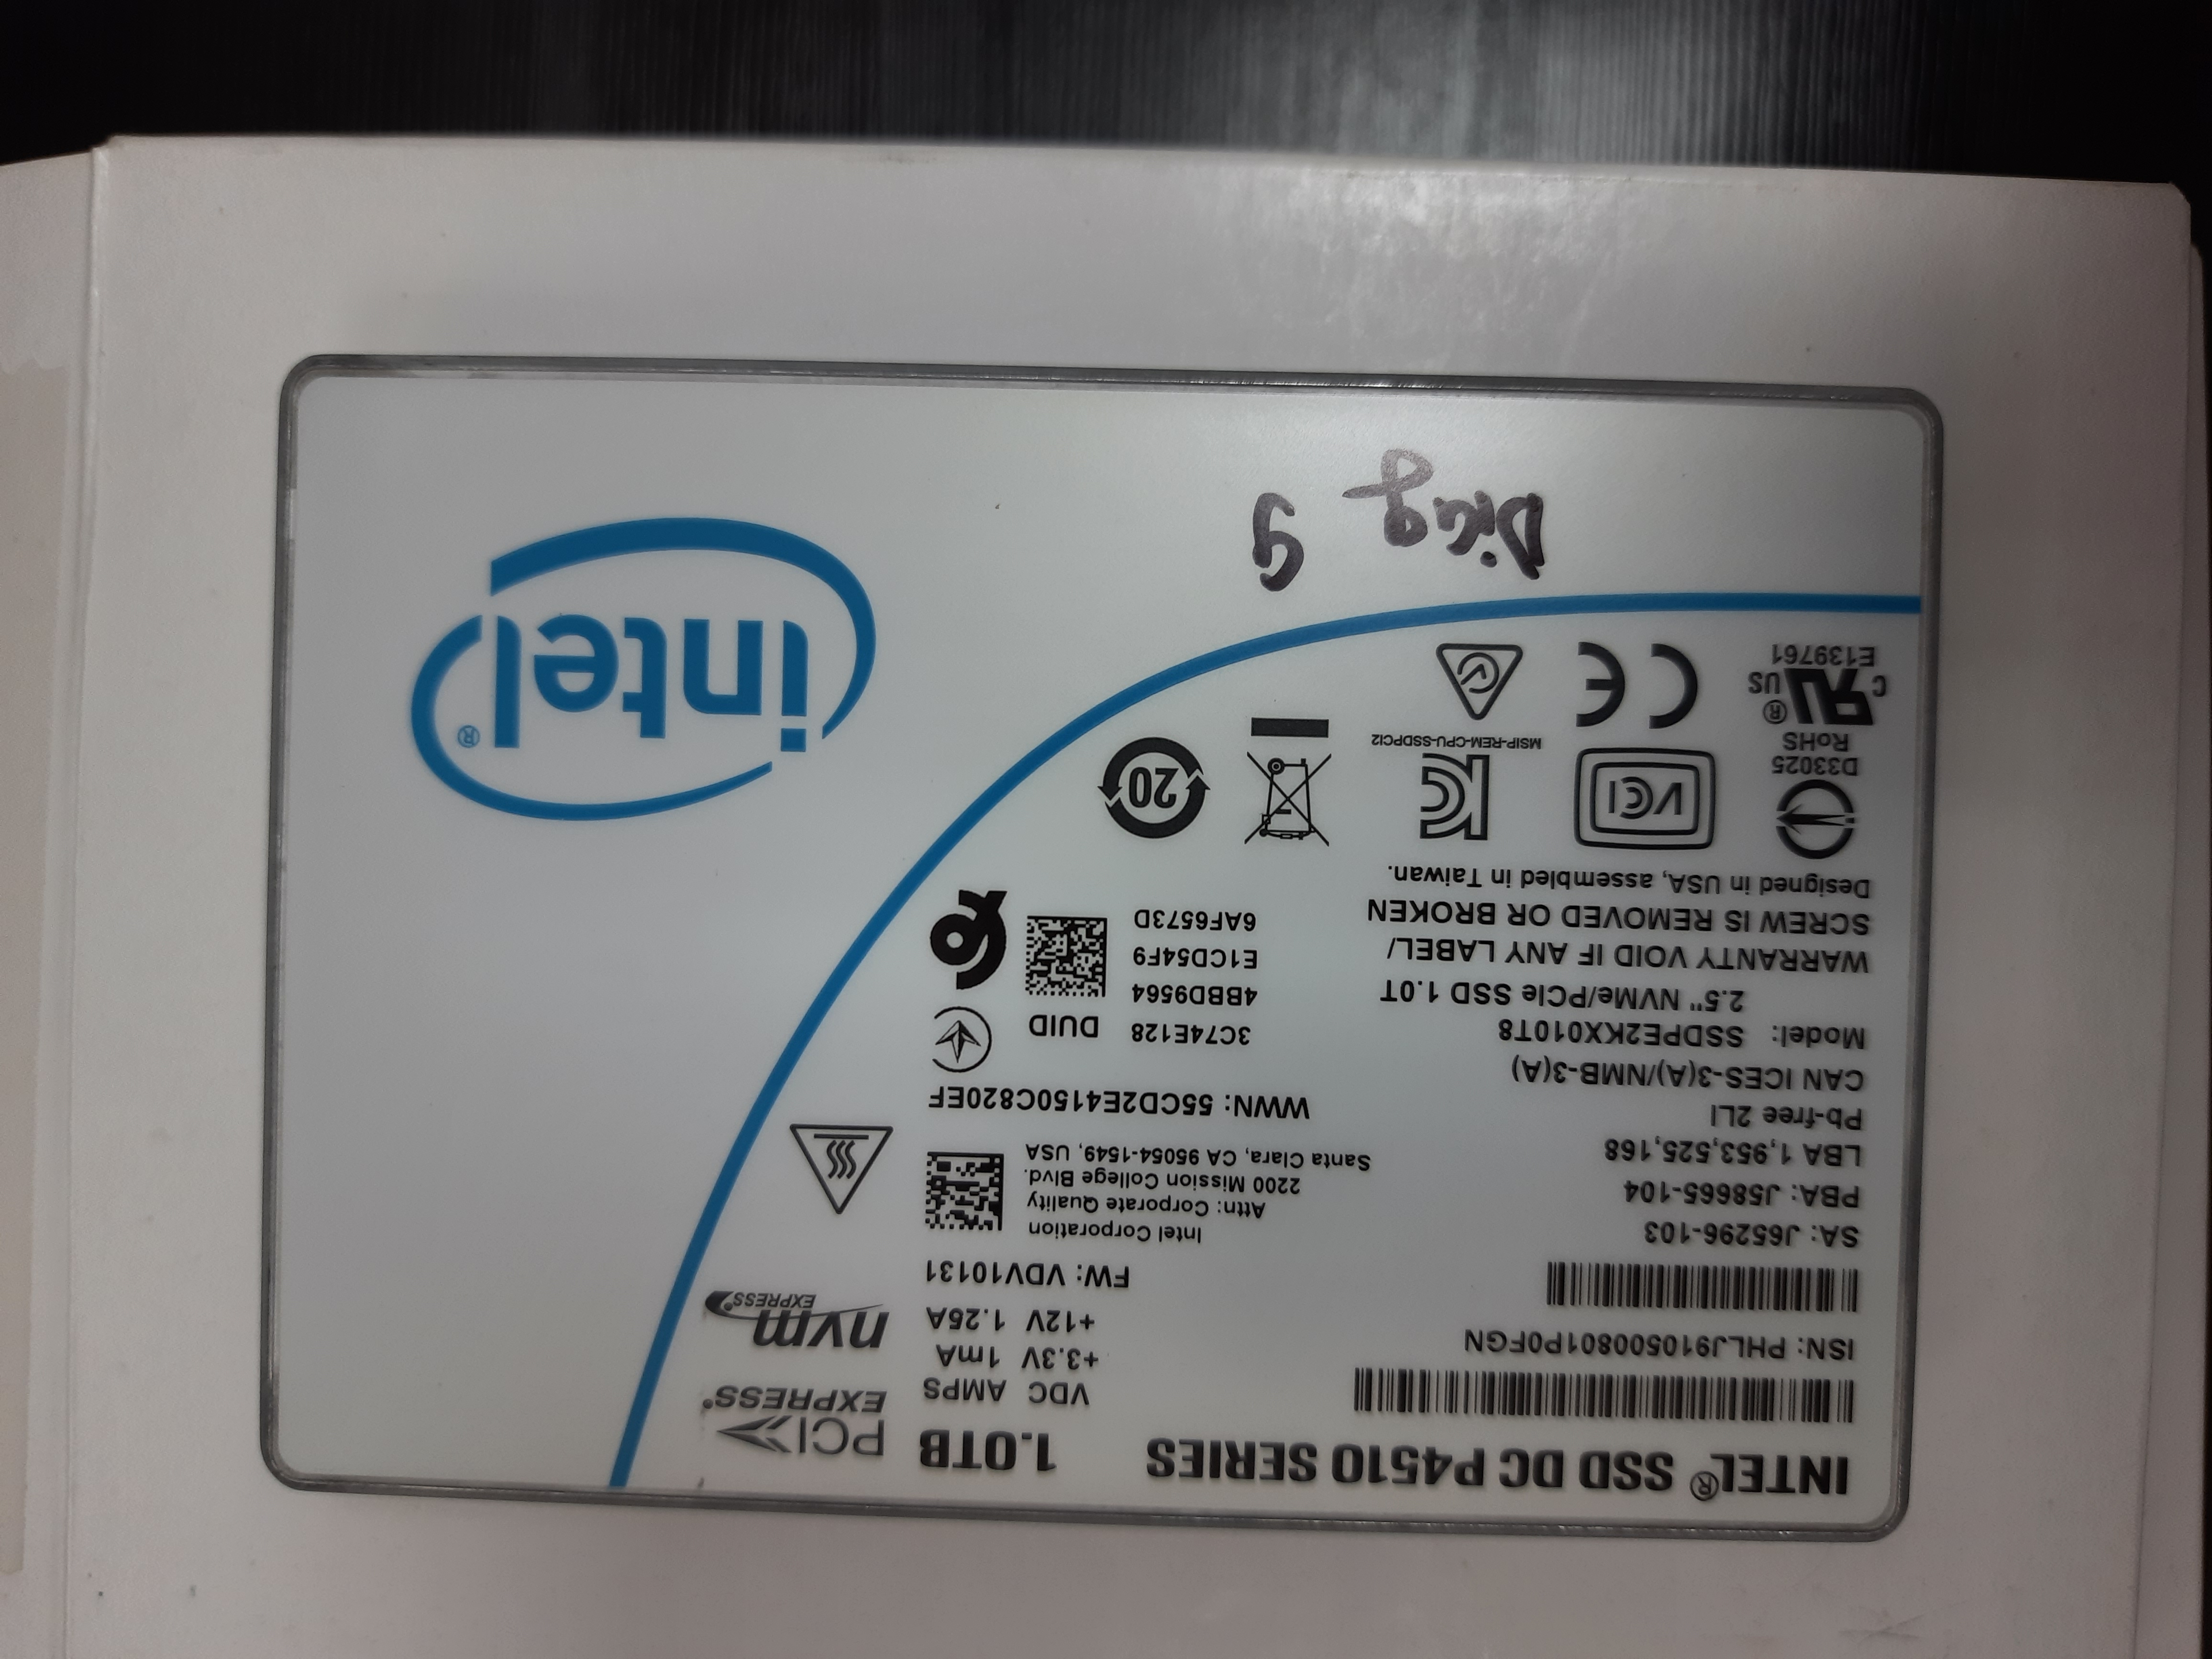 INTEL® SSD DC P4510 SERIES 1.0TB
PCI EXPRESS®
nvm EXPRESS®
ISN: PHLJ910500801P0FGN
VDC AMPS
+3.3V 1mA
+12V 1.25A
FW: VDV10131
SA: J65296-103
PBA: J58665-104
LBA 1,953,525,168
Pb-free 2LI
CAN ICES-3(A)/NMB-3(A)
Model: SSDPE2KX010T8
2.5" NVMe/PCIe SSD 1.0T
WARRANTY VOID IF ANY LABEL/
SCREW IS REMOVED OR BROKEN
Designed in USA, assembled in Taiwan.
Intel Corporation
Attn: Corporate Quality
2200 Mission College Blvd.
Santa Clara, CA 95054-1549, USA
WWN: 55CD2E4150C820EF
3C74E128 DUID
4BBD9564
E1CD54F9
6AF6573D
D33025
RoHS
VCI
MSIP-REM-CPU-SSDPCI2
20
c RU® US
E139761
CE
intel®
Diag 9